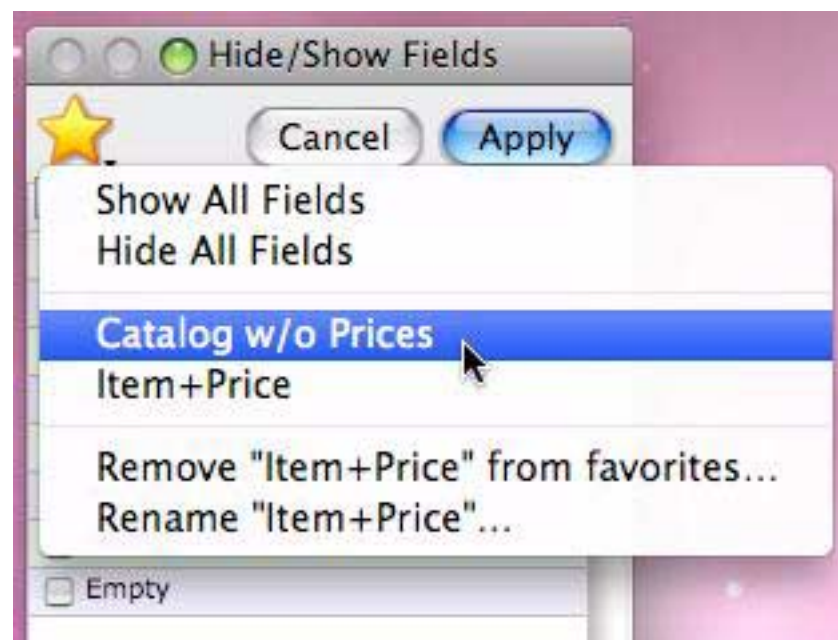 Hide/Show Fields
Cancel Apply
Show All Fields
Hide All Fields
Catalog w/o Prices
Item+Price
Remove "Item+Price" from favorites...
Rename "Item+Price"...
Empty